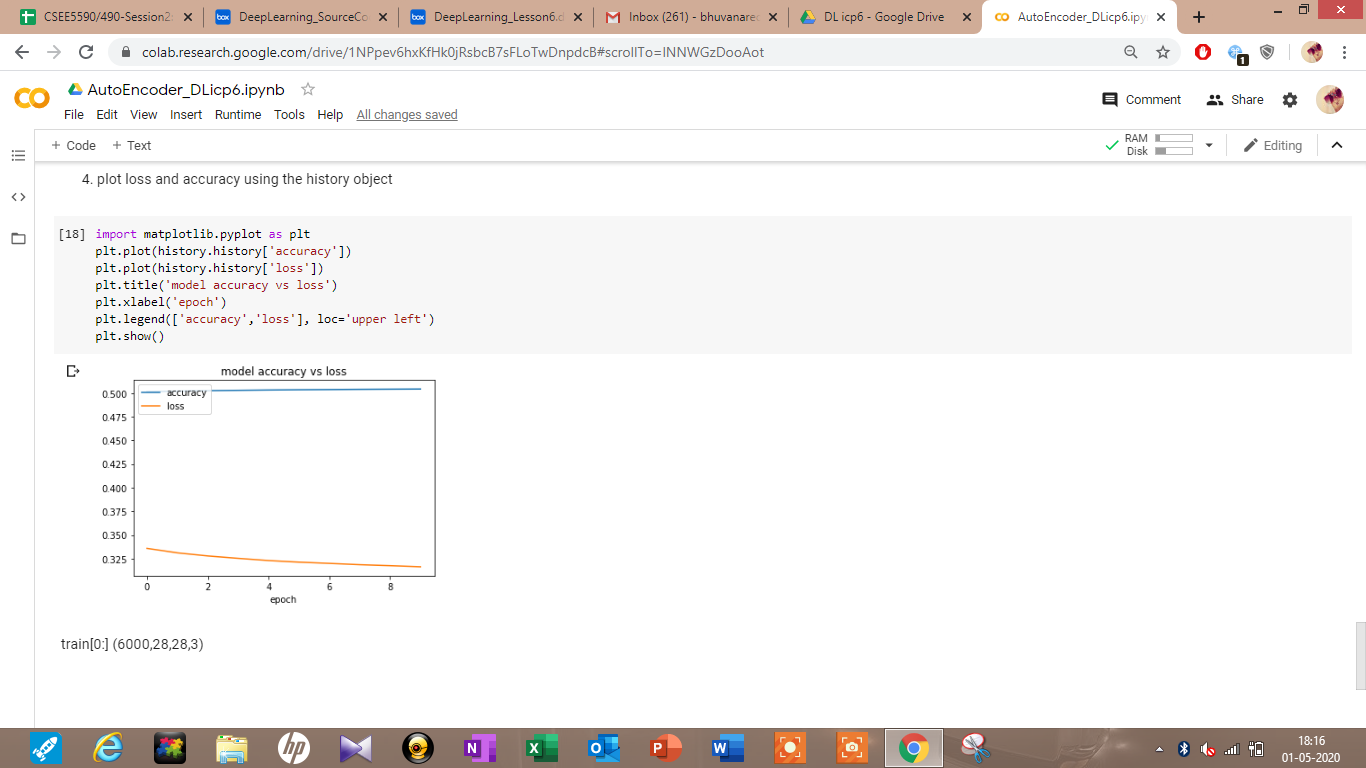 CSEE5590/490-Session2:
DeepLearning_SourceCo
DeepLearning_Lesson6.d
Inbox (261) - bhuvanared
DL icp6 - Google Drive
AutoEncoder_DLicp6.ipy
colab.research.google.com/drive/1NPpev6hxKfHk0jRsbcB7sFLoTwDnpdcB#scrollTo=INNWGzDooAot
1
AutoEncoder_DLicp6.ipynb
File Edit View Insert Runtime Tools Help All changes saved
Comment Share
+ Code + Text
RAM
Disk
Editing
4. plot loss and accuracy using the history object
[18] import matplotlib.pyplot as plt
plt.plot(history.history['accuracy'])
plt.plot(history.history['loss'])
plt.title('model accuracy vs loss')
plt.xlabel('epoch')
plt.legend(['accuracy','loss'], loc='upper left')
plt.show()
model accuracy vs loss
accuracy
loss
0.500
0.475
0.450
0.425
0.400
0.375
0.350
0.325
0 2 4 6 8
epoch
train[0:] (6000,28,28,3)
18:16
01-05-2020